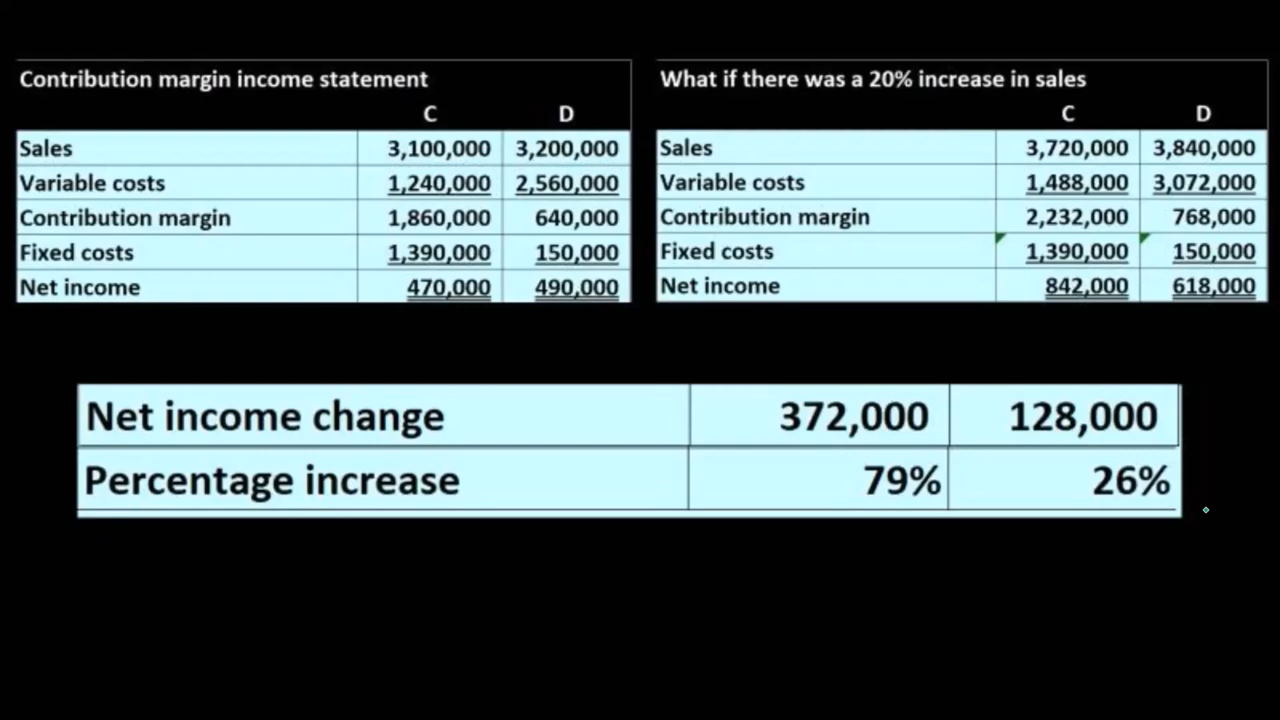 Contribution margin income statement
C D
Sales 3,100,000 3,200,000
Variable costs 1,240,000 2,560,000
Contribution margin 1,860,000 640,000
Fixed costs 1,390,000 150,000
Net income 470,000 490,000
What if there was a 20% increase in sales
C D
Sales 3,720,000 3,840,000
Variable costs 1,488,000 3,072,000
Contribution margin 2,232,000 768,000
Fixed costs 1,390,000 150,000
Net income 842,000 618,000
Net income change 372,000 128,000
Percentage increase 79% 26%